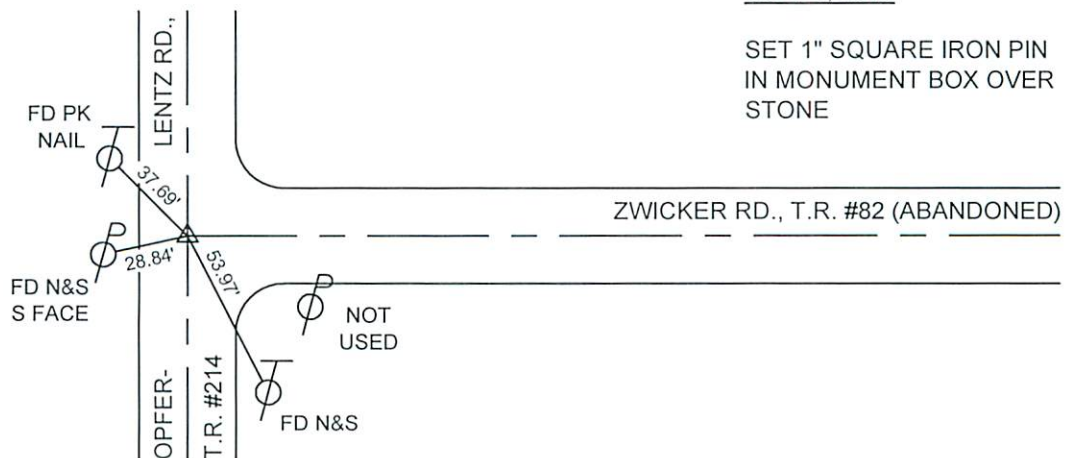 SET 1" SQUARE IRON PIN
IN MONUMENT BOX OVER
STONE
LENTZ RD.,
FD PK
NAIL
37.69'
ZWICKER RD., T.R. #82 (ABANDONED)
28.84'
53.97'
FD N&S
S FACE
NOT
USED
OPFER-
T.R. #214
FD N&S